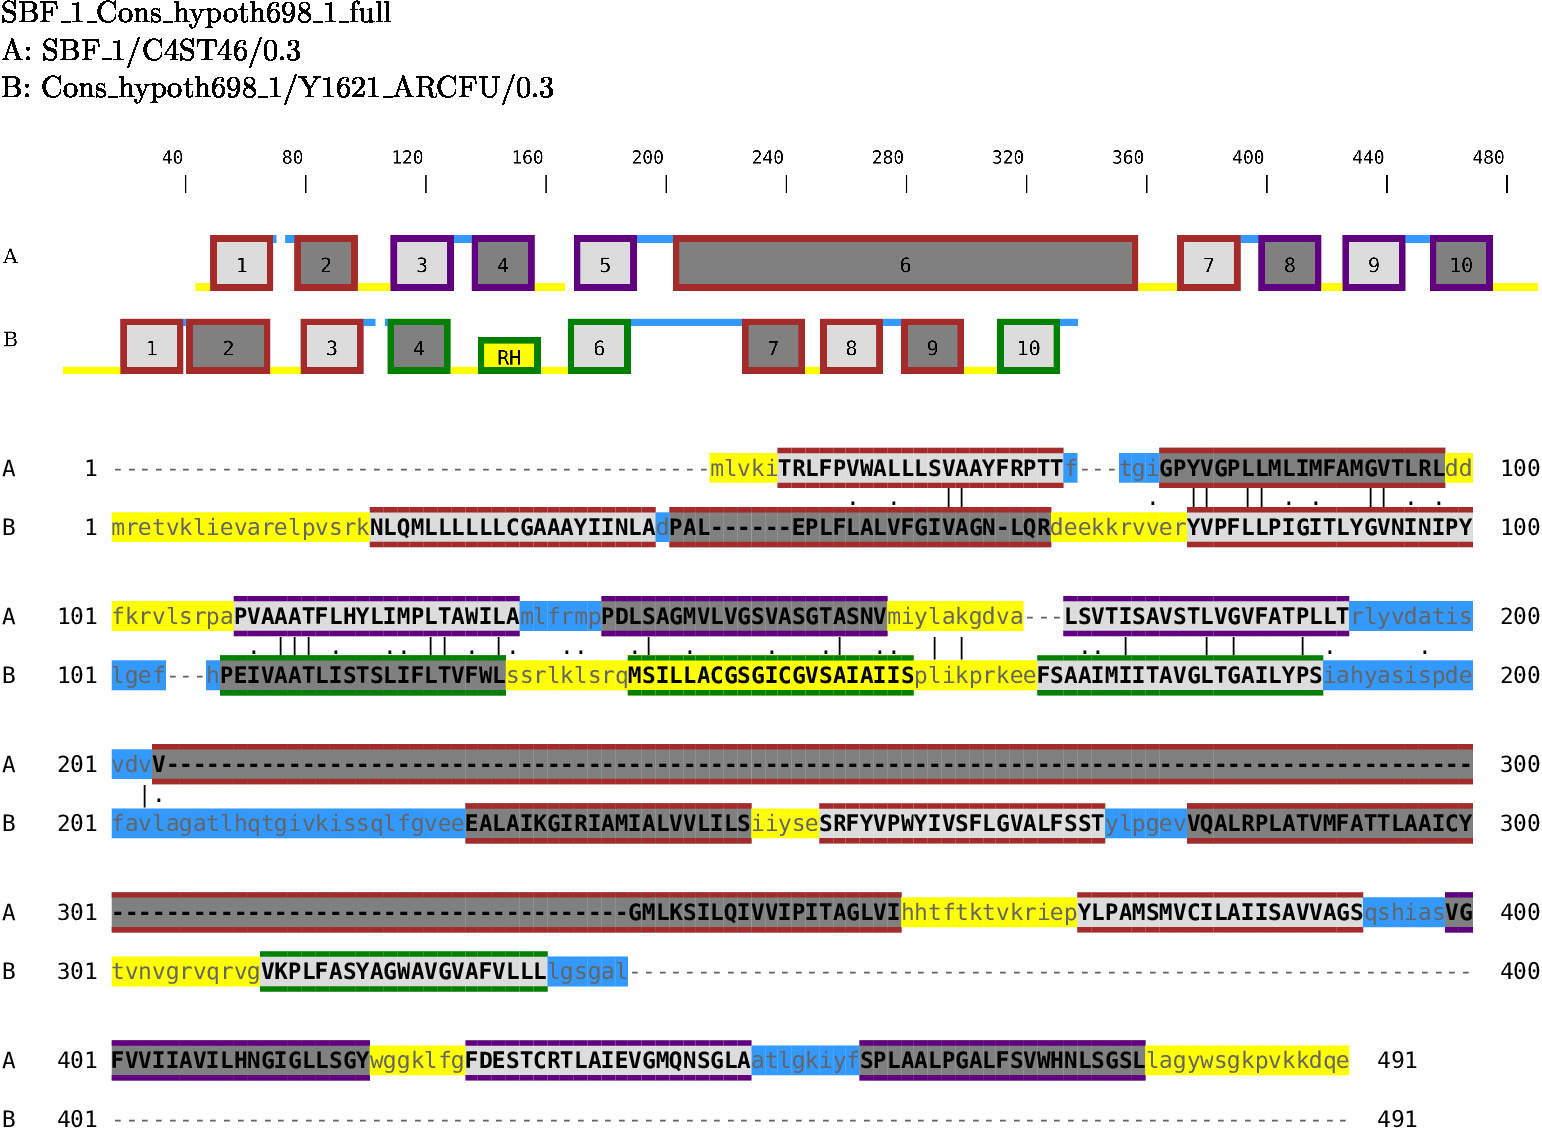 SBF_1_Cons_hypoth698_1_full
A: SBF_1/C4ST46/0.3
B: Cons_hypoth698_1/Y1621_ARCFU/0.3
40 80 120 160 200 240 280 320 360 400 440 480
A 1 2 3 4 5 6 7 8 9 10
B 1 2 3 4 RH 6 7 8 9 10
A 1 --------------------------------------------mlvkiTRLFPVWALLLSVAAYFRPTTf---tgiGPYVGPLLMLIMFAMGVTLRLdd 100
B 1 mretvklievarelpvsrkNLQMLLLLLLCGAAAYIINLAdPAL------EPLFLALVFGIVAGN-LQRdeekkrvverYVPFLLPIGITLYGVNINIPY 100
A 101 fkrvlsrpaPVAAATFLHYLIMPLTAWILAmlfrmpPDLSAGMVLVGSVASGTASNVmiylakgdva---LSVTISAVSTLVGVFATPLLTrlyvdatis 200
B 101 lgef---hPEIVAATLISTSLIFLTVFWLssrlklsrqMSILLACGSGICGVSAIAIISplikprkeeFSAAIMIITAVGLTGAILYPSiahyasispde 200
A 201 vdvV------------------------------------------------------------------------------------------------ 300
B 201 favlagatlhqtgivkissqlfgveeEALAIKGIRIAMIALVVLILSiiyseSRFYVPWYIVSFLGVALFSSTylpgevVQALRPLATVMFATTLAAICY 300
A 301 --------------------------------------GMLKSILQIVVIPITAGLVIhhtftktvkriepYLPAMSMVCILAIISAVVAGSqshiasVG 400
B 301 tvnvgrvqrvgVKPLFASYAGWAVGVAFVLLLlgsgal-------------------------------------------------------------- 400
A 401 FVVIIAVILHNGIGLLSGYwggklfgFDESTCRTLAIEVGMQNSGLAatlgkiyfSPLAALPGALFSVWHNLSGSLlagywsgkpvkkdqe 491
B 401 ------------------------------------------------------------------------------------------- 491